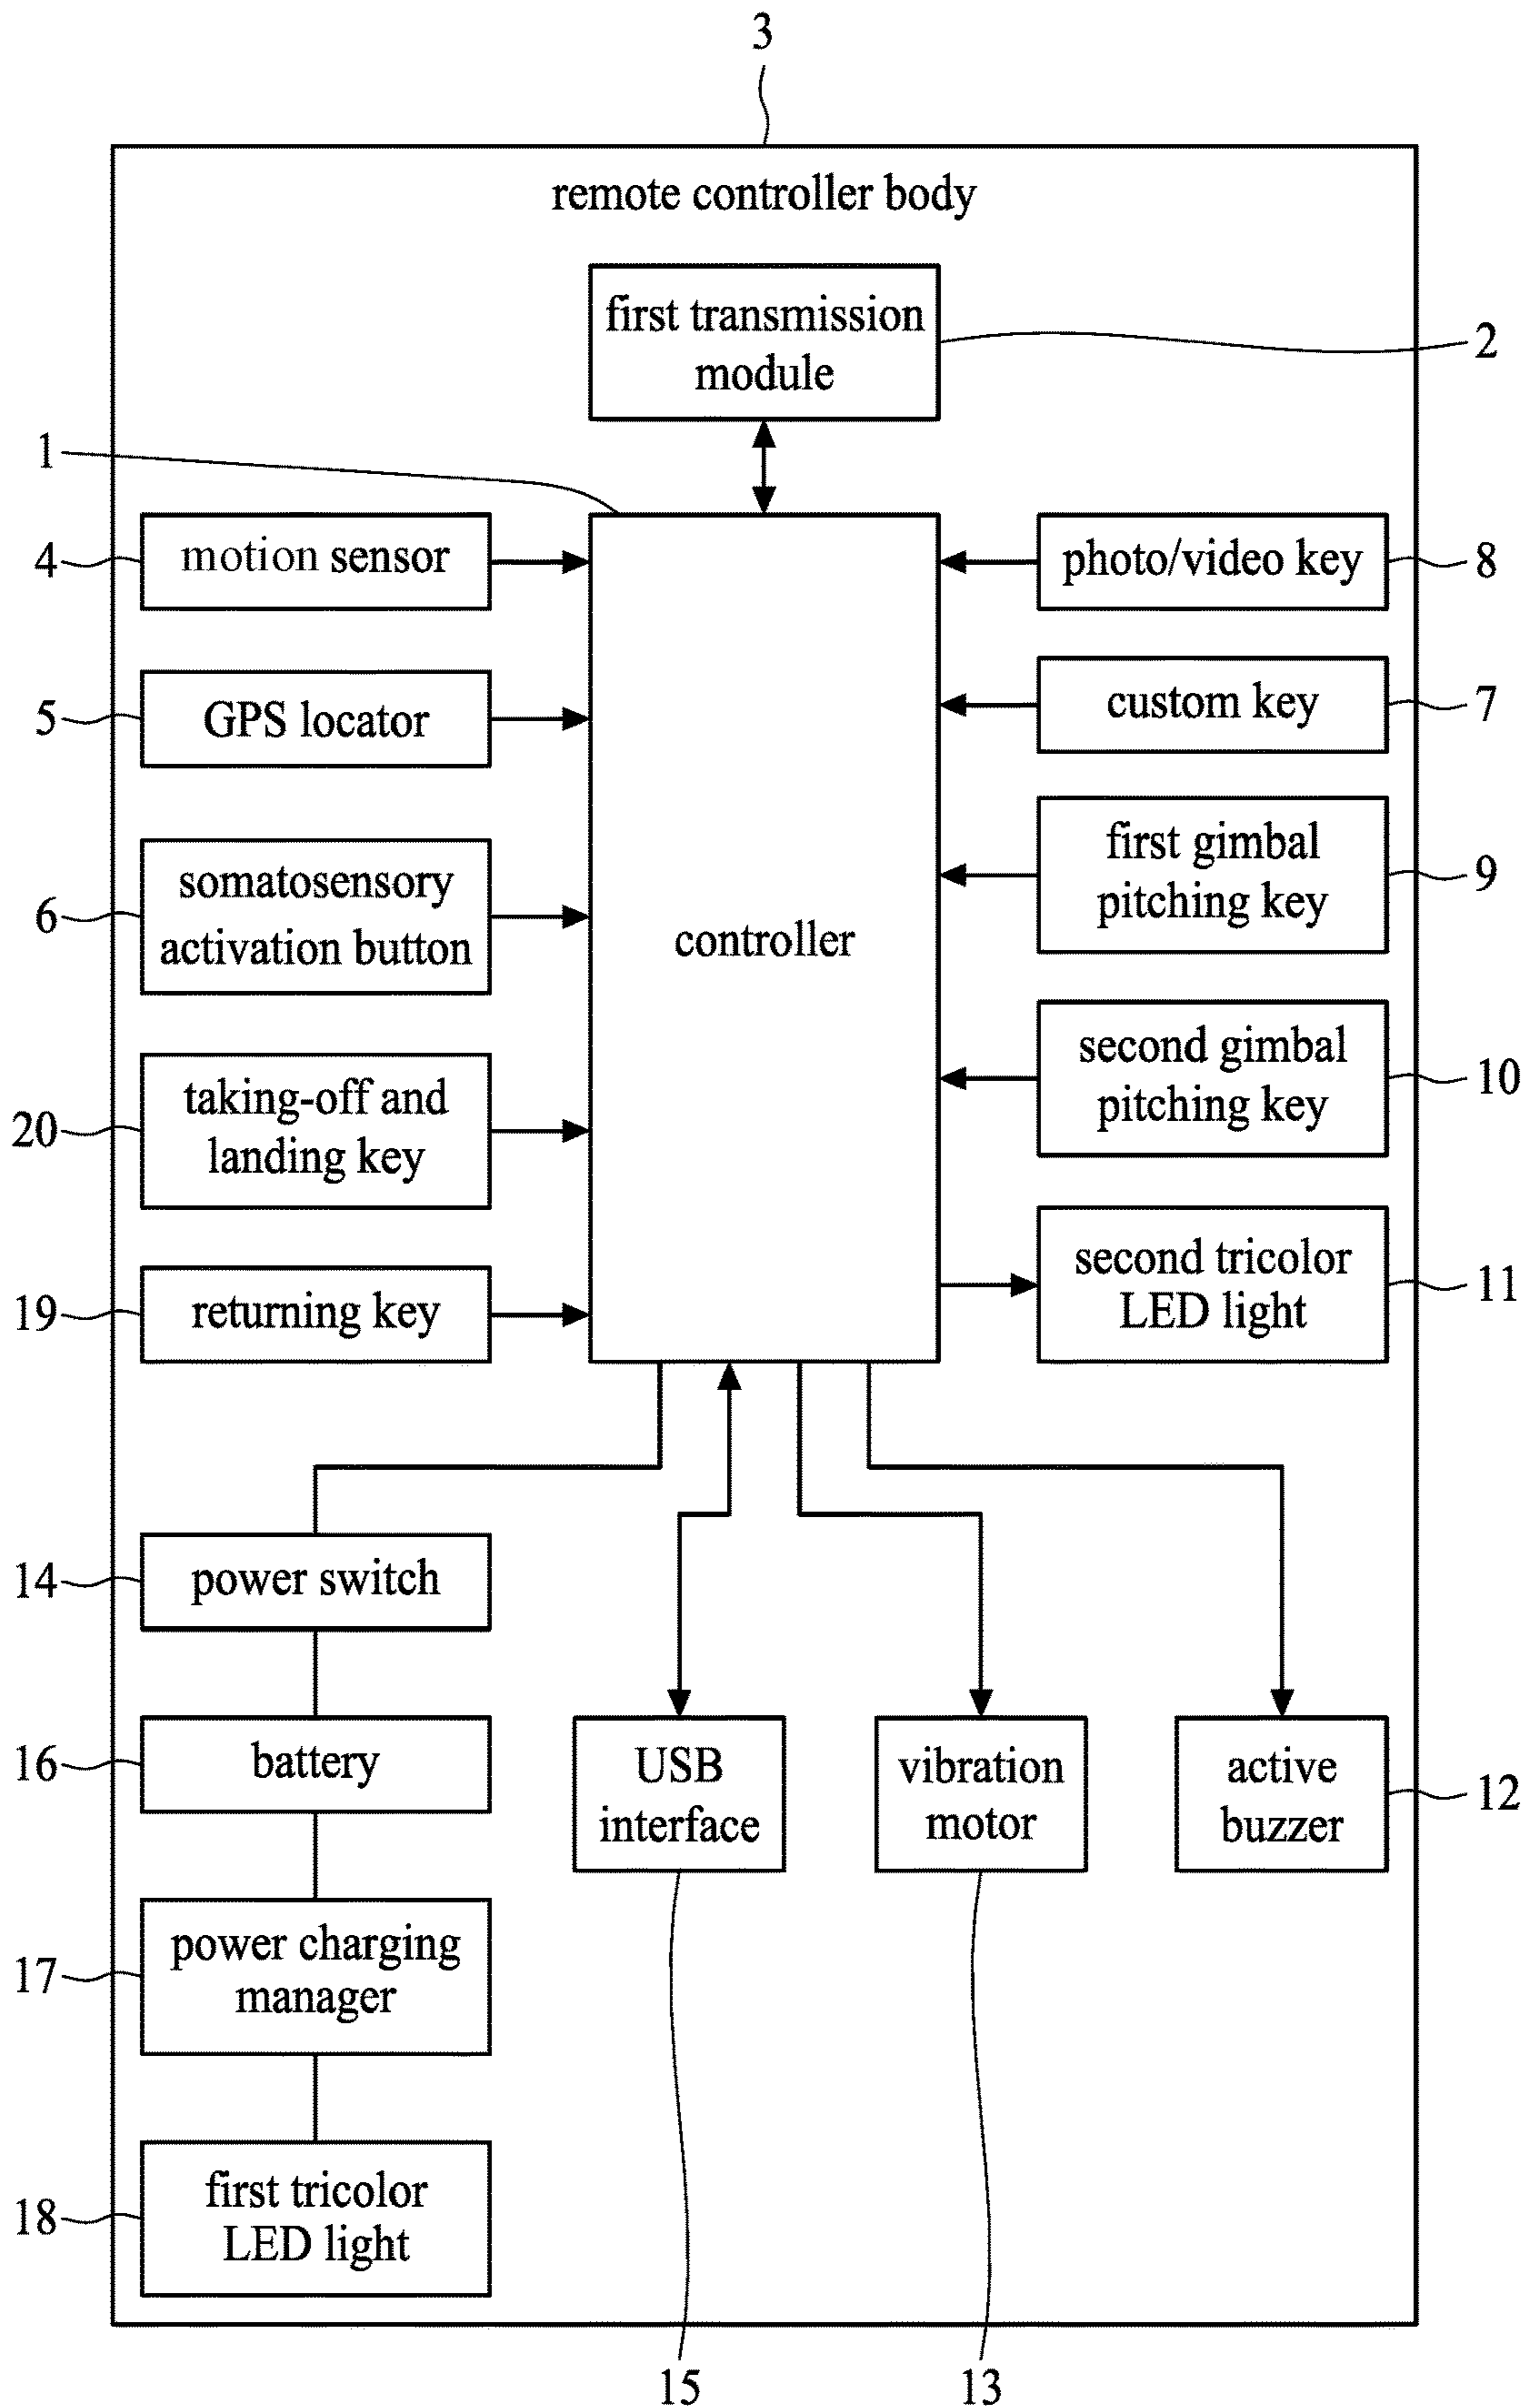 3
remote controller body
first transmission
module
2
1
4
motion sensor
photo/video key
8
5
GPS locator
custom key
7
6
somatosensory
activation button
controller
first gimbal
pitching key
9
second gimbal
pitching key
10
20
taking-off and
landing key
19
returning key
second tricolor
LED light
11
14
power switch
16
battery
USB
interface
vibration
motor
active
buzzer
12
17
power charging
manager
18
first tricolor
LED light
15
13